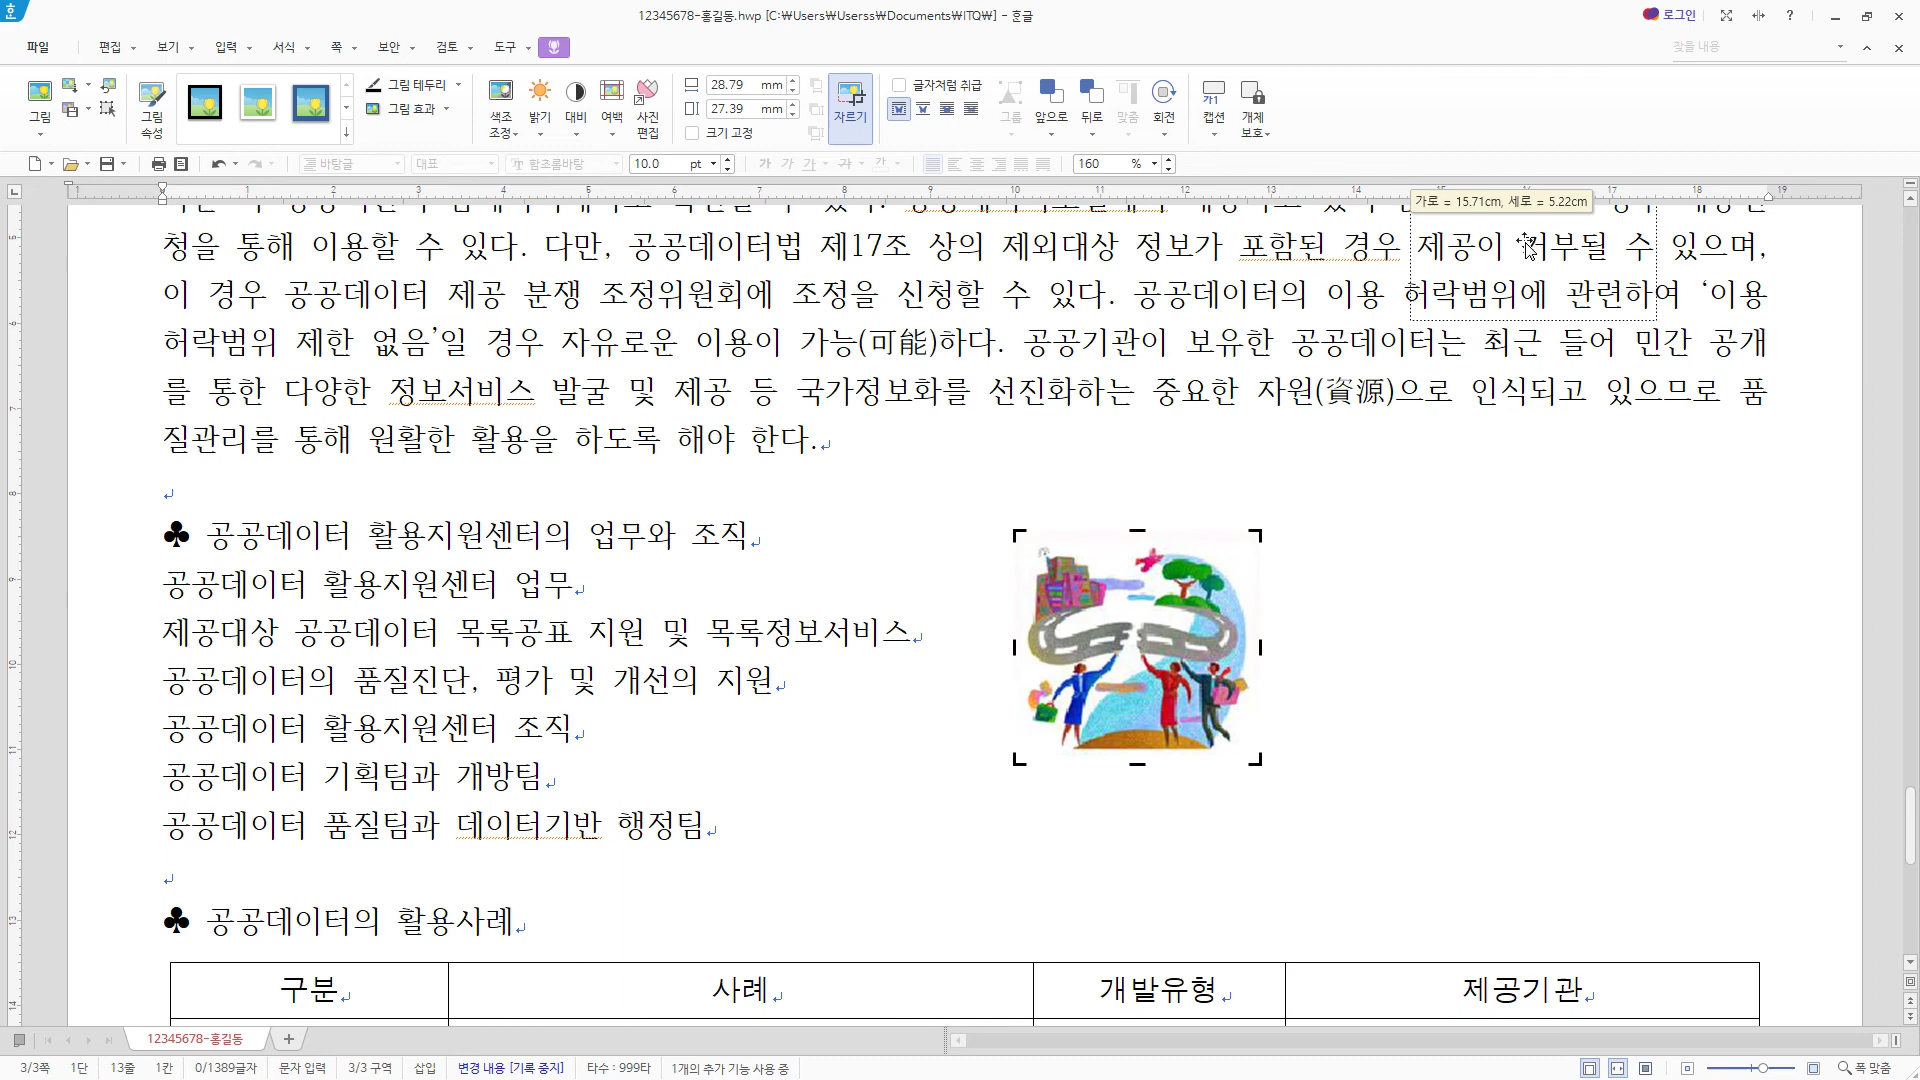 12345678-홍길동.hwp [C:₩Users₩Userss₩Documents₩ITQ₩] - 한글
로그인
파일 편집 보기 입력 서식 쪽 보안 검토 도구
찾을 내용
그림 그림 속성
그림 테두리
그림 효과
색조 조정 밝기 대비 여백 사진 편집
28.79 mm
27.39 mm
크기 고정
자르기
글자처럼 취급
그룹 앞으로 뒤로 맞춤 회전
가1
캡션 개체 보호
바탕글 대표 함초롬바탕 10.0 pt 가 가 가 가 가 160 %
1 1 2 3 4 5 6 7 8 9 10 11 12 13 14 17 18 19
가로 = 15.71cm, 세로 = 5.22cm
청을 통해 이용할 수 있다. 다만, 공공데이터법 제17조 상의 제외대상 정보가 포함된 경우 제공이 거부될 수 있으며,
이 경우 공공데이터 제공 분쟁 조정위원회에 조정을 신청할 수 있다. 공공데이터의 이용 허락범위에 관련하여 ‘이용
허락범위 제한 없음’일 경우 자유로운 이용이 가능(可能)하다. 공공기관이 보유한 공공데이터는 최근 들어 민간 공개
를 통한 다양한 정보서비스 발굴 및 제공 등 국가정보화를 선진화하는 중요한 자원(資源)으로 인식되고 있으므로 품
질관리를 통해 원활한 활용을 하도록 해야 한다.
♣ 공공데이터 활용지원센터의 업무와 조직
공공데이터 활용지원센터 업무
제공대상 공공데이터 목록공표 지원 및 목록정보서비스
공공데이터의 품질진단, 평가 및 개선의 지원
공공데이터 활용지원센터 조직
공공데이터 기획팀과 개방팀
공공데이터 품질팀과 데이터기반 행정팀
♣ 공공데이터의 활용사례
구분 사례 개발유형 제공기관
12345678-홍길동
3/3쪽 1단 13줄 1칸 0/1389글자 문자 입력 3/3 구역 삽입 변경 내용 [기록 중지] 타수 : 999타 1개의 추가 기능 사용 중 폭 맞춤